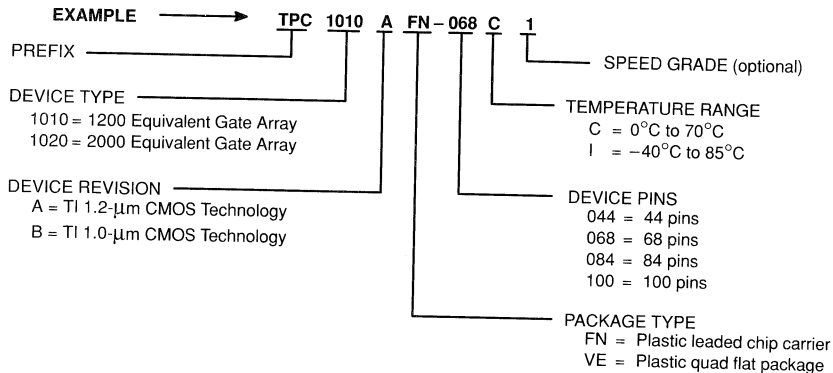 EXAMPLE
TPC 1010 A FN – 068 C 1
PREFIX
DEVICE TYPE
1010 = 1200 Equivalent Gate Array
1020 = 2000 Equivalent Gate Array
DEVICE REVISION
A = TI 1.2-μm CMOS Technology
B = TI 1.0-μm CMOS Technology
SPEED GRADE (optional)
TEMPERATURE RANGE
C = 0°C to 70°C
I = −40°C to 85°C
DEVICE PINS
044 = 44 pins
068 = 68 pins
084 = 84 pins
100 = 100 pins
PACKAGE TYPE
FN = Plastic leaded chip carrier
VE = Plastic quad flat package